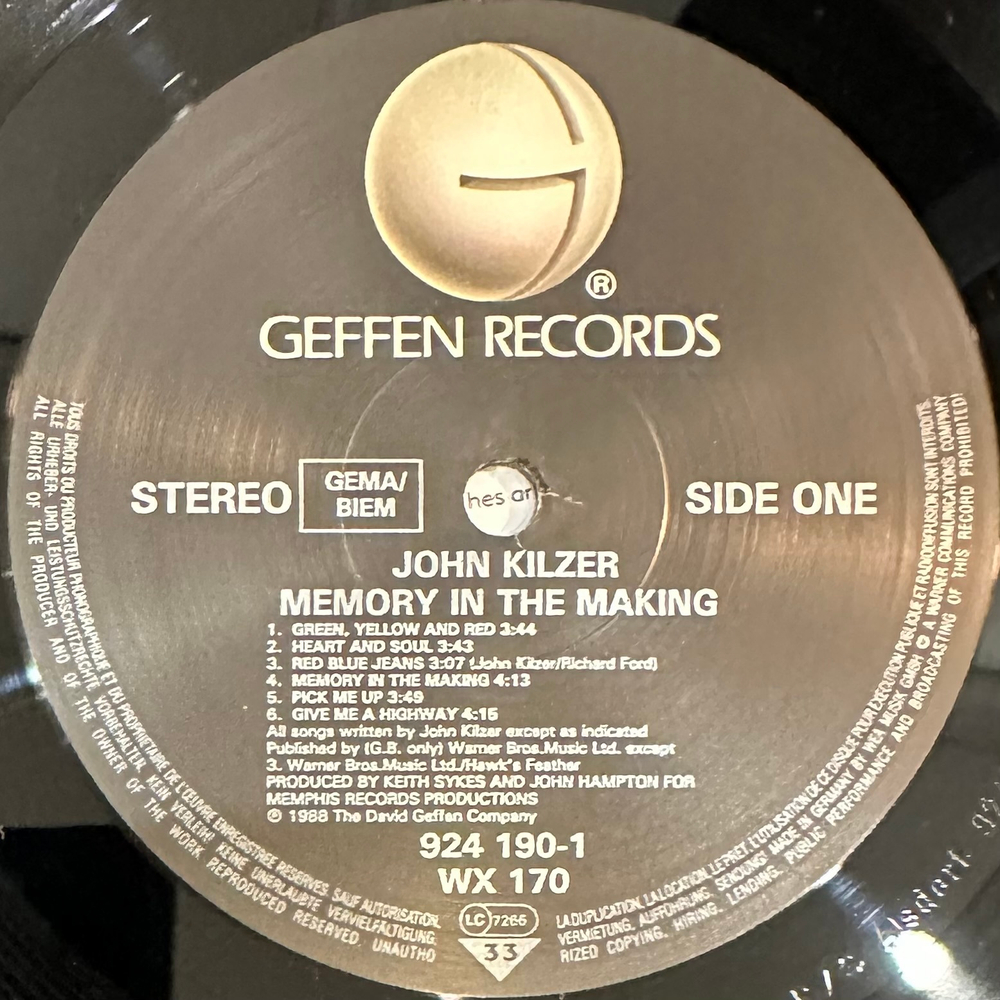 ®
GEFFEN RECORDS
STEREO
GEMA/
BIEM
hes ar
SIDE ONE
JOHN KILZER
MEMORY IN THE MAKING
1. GREEN, YELLOW AND RED 3:44
2. HEART AND SOUL 3:43
3. RED BLUE JEANS 3:07 (John Kilzer/Richard Ford)
4. MEMORY IN THE MAKING 4:13
5. PICK ME UP 3:49
6. GIVE ME A HIGHWAY 4:15
All songs written by John Kilzer except as indicated
Published by (G.B. only) Warner Bros.Music Ltd. except
3. Warner Bros.Music Ltd./Hawk's Feather
PRODUCED BY KEITH SYKES AND JOHN HAMPTON FOR
MEMPHIS RECORDS PRODUCTIONS
℗ 1988 The David Geffen Company
924 190-1
WX 170
LC 7266
33
TOUS DROITS DU PRODUCTEUR PHONOGRAPHIQUE ET DU PROPRIETAIRE DE L'ŒUVRE ENREGISTREE RESERVES. SAUF AUTORISATION, LA DUPLICATION, LA LOCATION, LE PRET, L'UTILISATION DE CE DISQUE POUR EXECUTION PUBLIQUE ET RADIODIFFUSION SONT INTERDITS.
ALLE URHEBER- UND LEISTUNGSSCHUTZRECHTE VORBEHALTEN. KEIN VERLEIH! KEINE UNERLAUBTE VERVIELFÄLTIGUNG, VERMIETUNG, AUFFÜHRUNG, SENDUNG! MADE IN GERMANY BY WEA MUSIK GMBH A WARNER COMMUNICATIONS COMPANY
ALL RIGHTS OF THE PRODUCER AND OF THE OWNER OF THE WORK REPRODUCED RESERVED. UNAUTHORIZED COPYING, HIRING, LENDING, PUBLIC PERFORMANCE AND BROADCASTING OF THIS RECORD PROHIBITED!